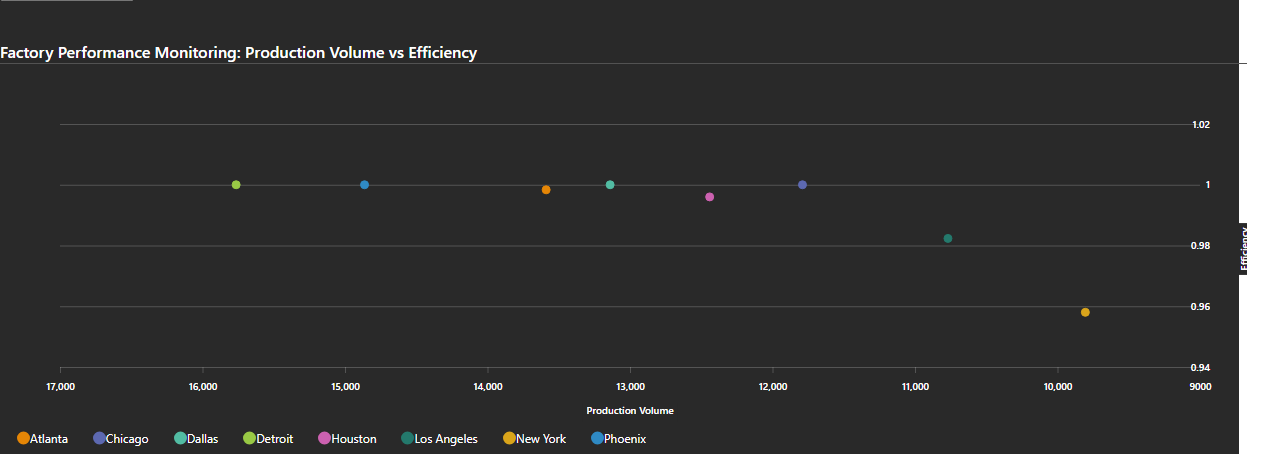 Factory Performance Monitoring: Production Volume vs Efficiency
1.02
1
0.98
Efficiency
0.96
0.94
17,000 16,000 15,000 14,000 13,000 12,000 11,000 10,000 9000
Production Volume
Atlanta Chicago Dallas Detroit Houston Los Angeles New York Phoenix